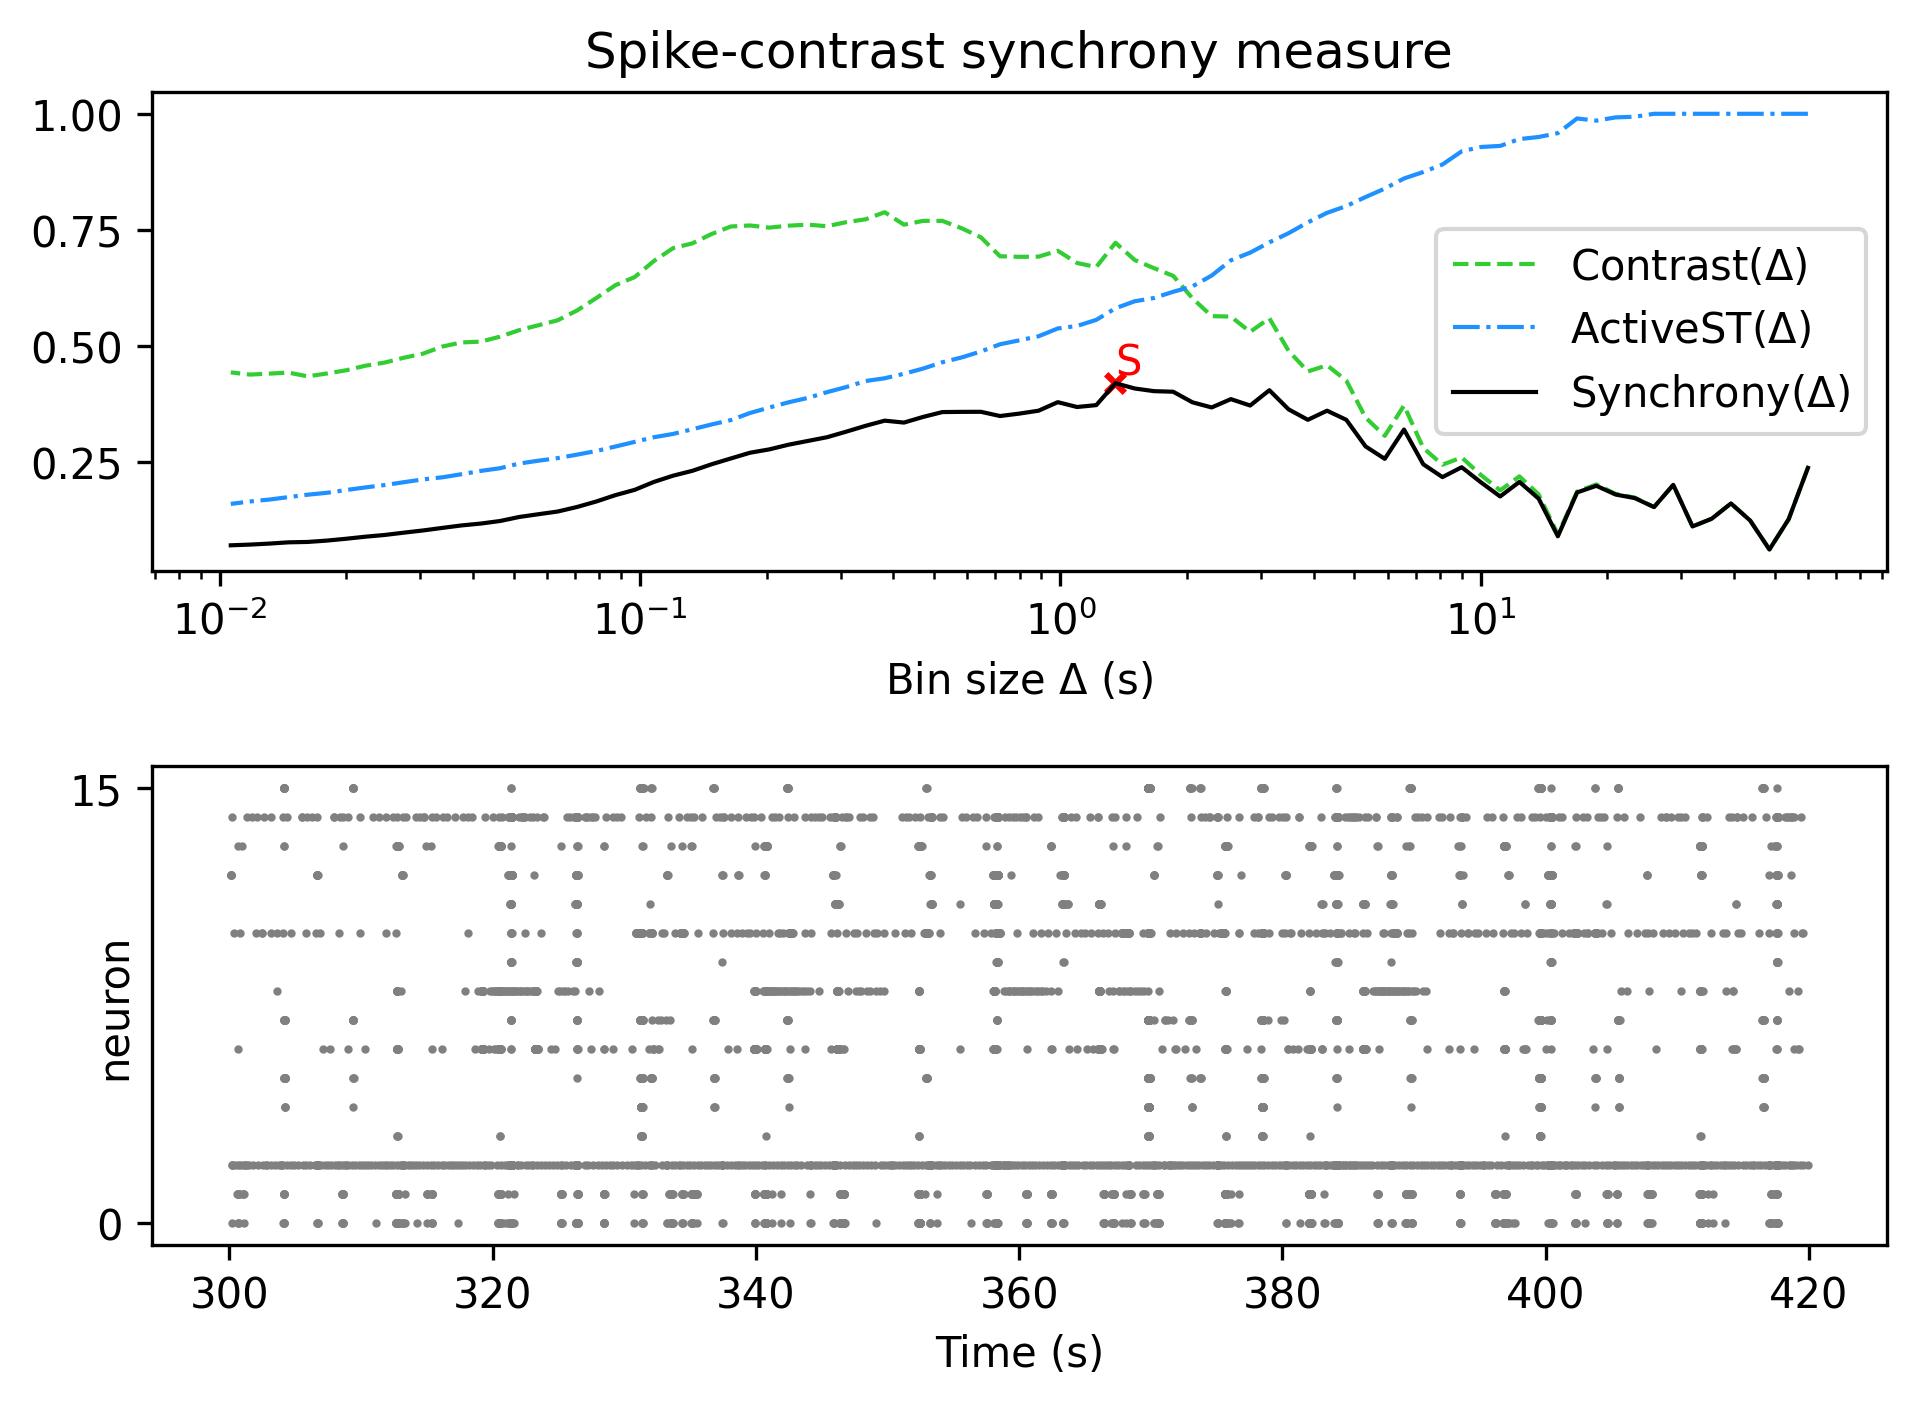 Spike-contrast synchrony measure
1.00
0.75
0.50
0.25
S
Contrast(Δ)
ActiveST(Δ)
Synchrony(Δ)
10⁻² 10⁻¹ 10⁰ 10¹
Bin size Δ (s)
15
0
neuron
300 320 340 360 380 400 420
Time (s)